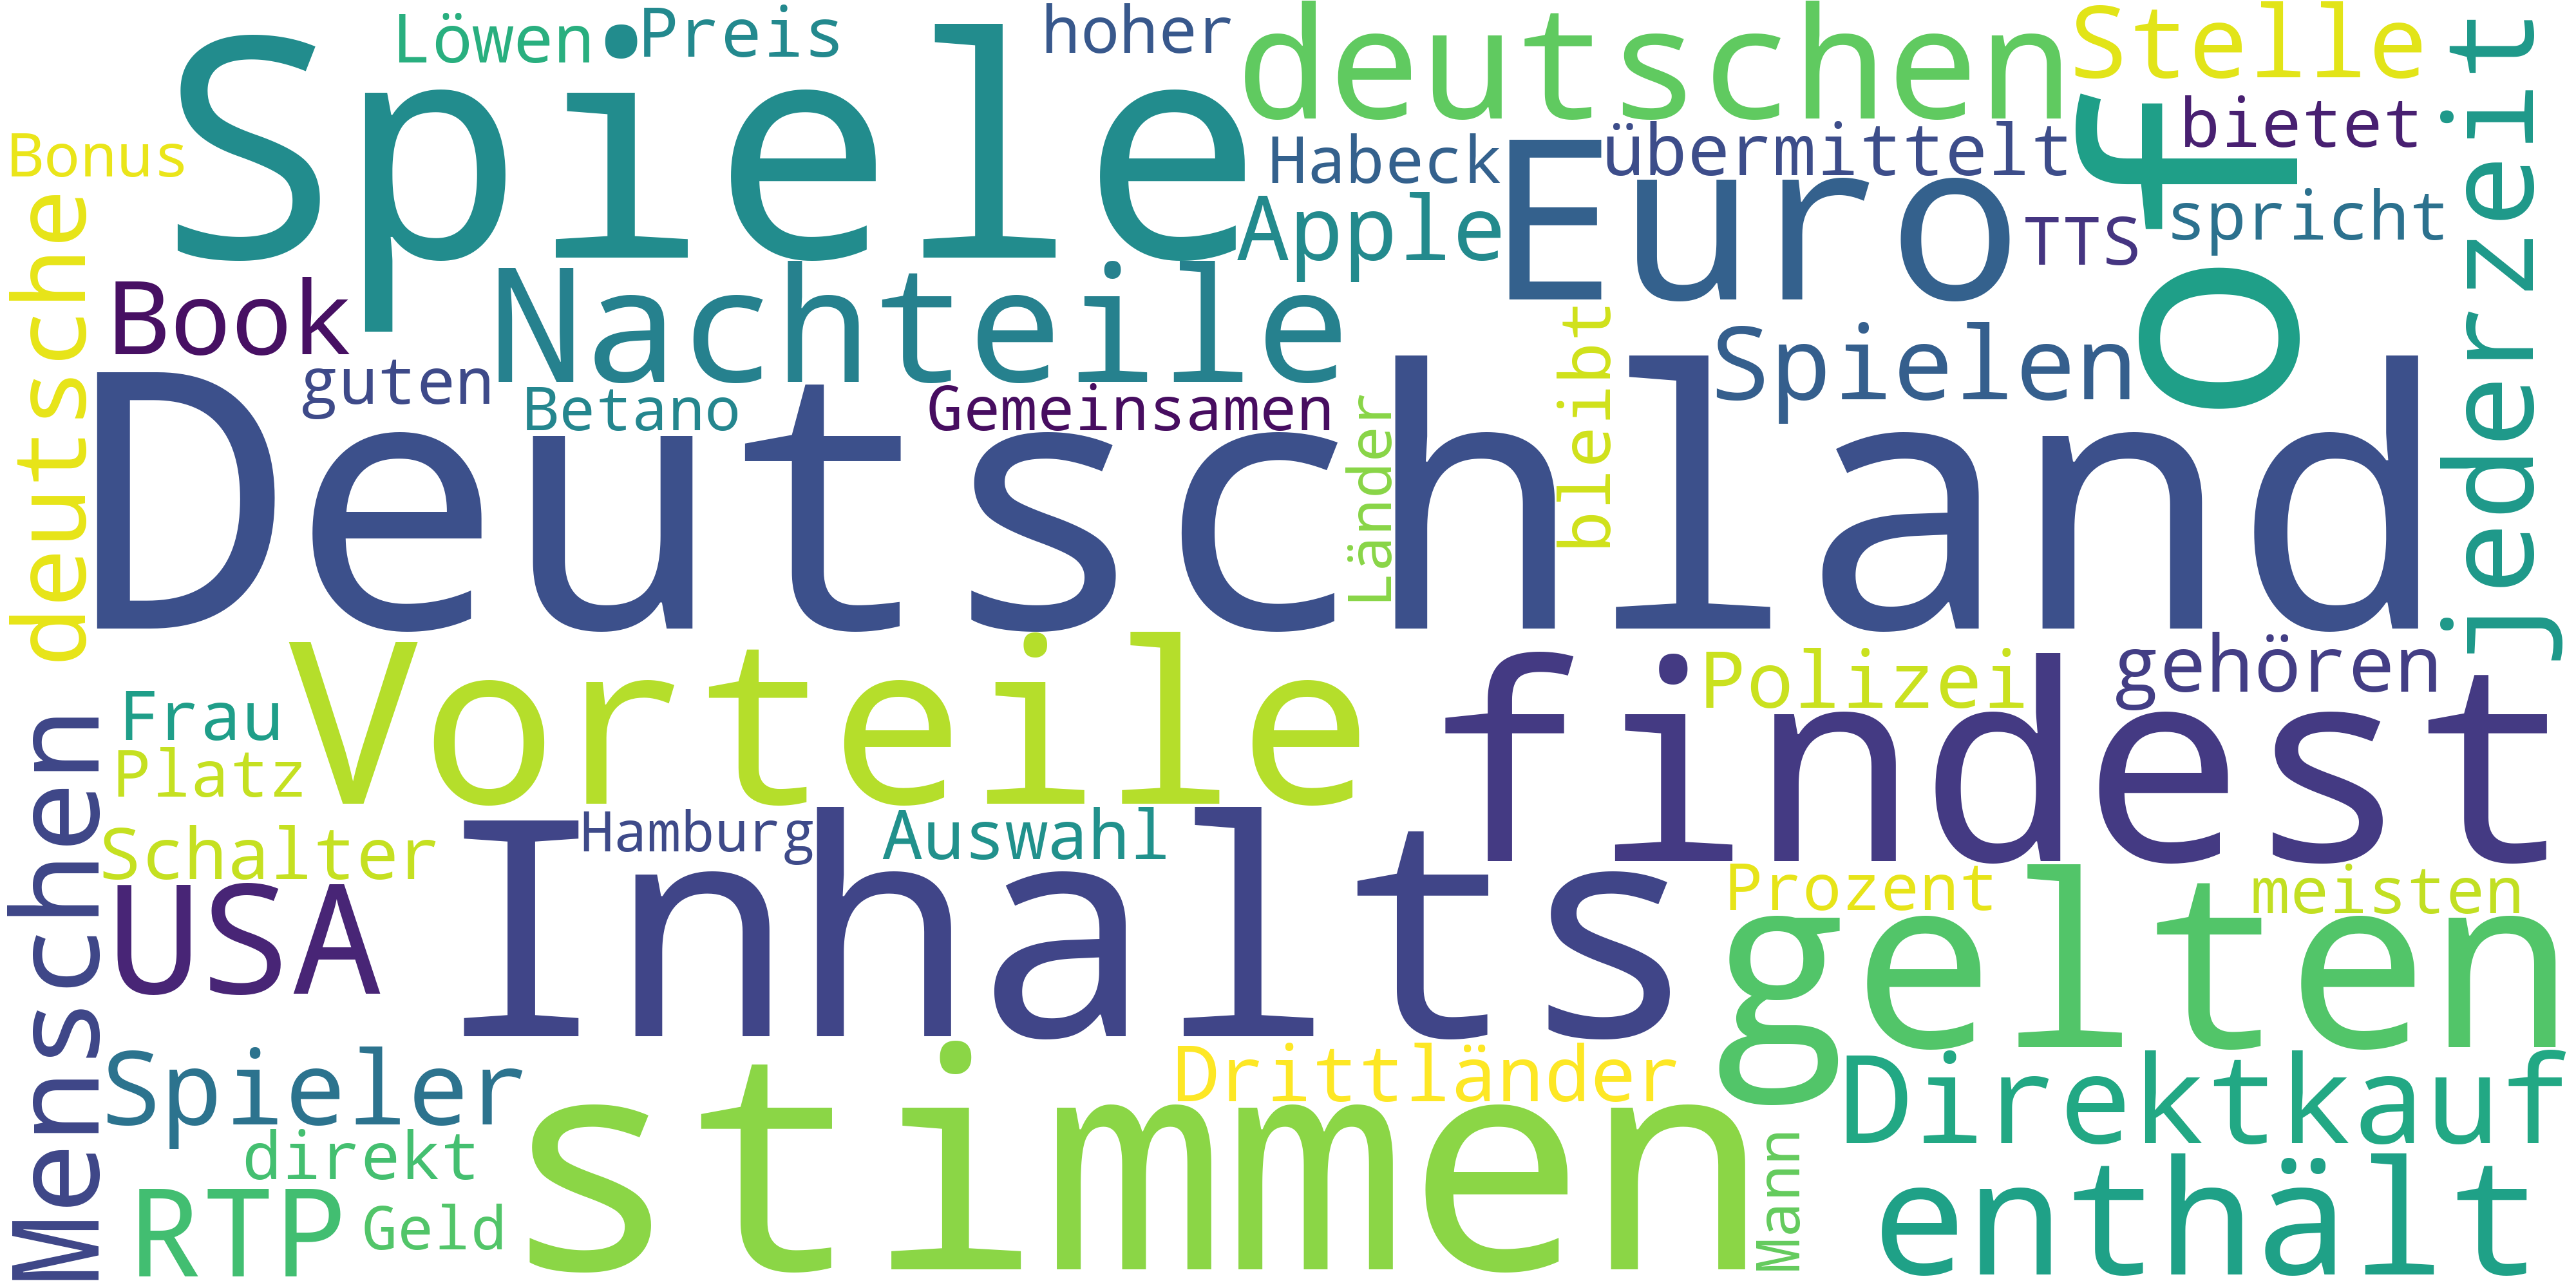 Löwen
Preis
hoher
deutschen
Stelle
Spiele
jederzeit
Bonus
Habeck
übermittelt
bietet
of
deutsche
Apple
Euro
TTS
spricht
Book
Nachteile
Spielen
guten
Betano
Gemeinsamen
Länder
bleibt
Deutschland
Vorteile
findest
Polizei
gehören
Frau
Platz
Menschen
Schalter
Hamburg
Auswahl
USA
Inhalts
Prozent
meisten
gelten
Spieler
stimmen
Drittländer
Direktkauf
direkt
RTP
Geld
Mann
enthält